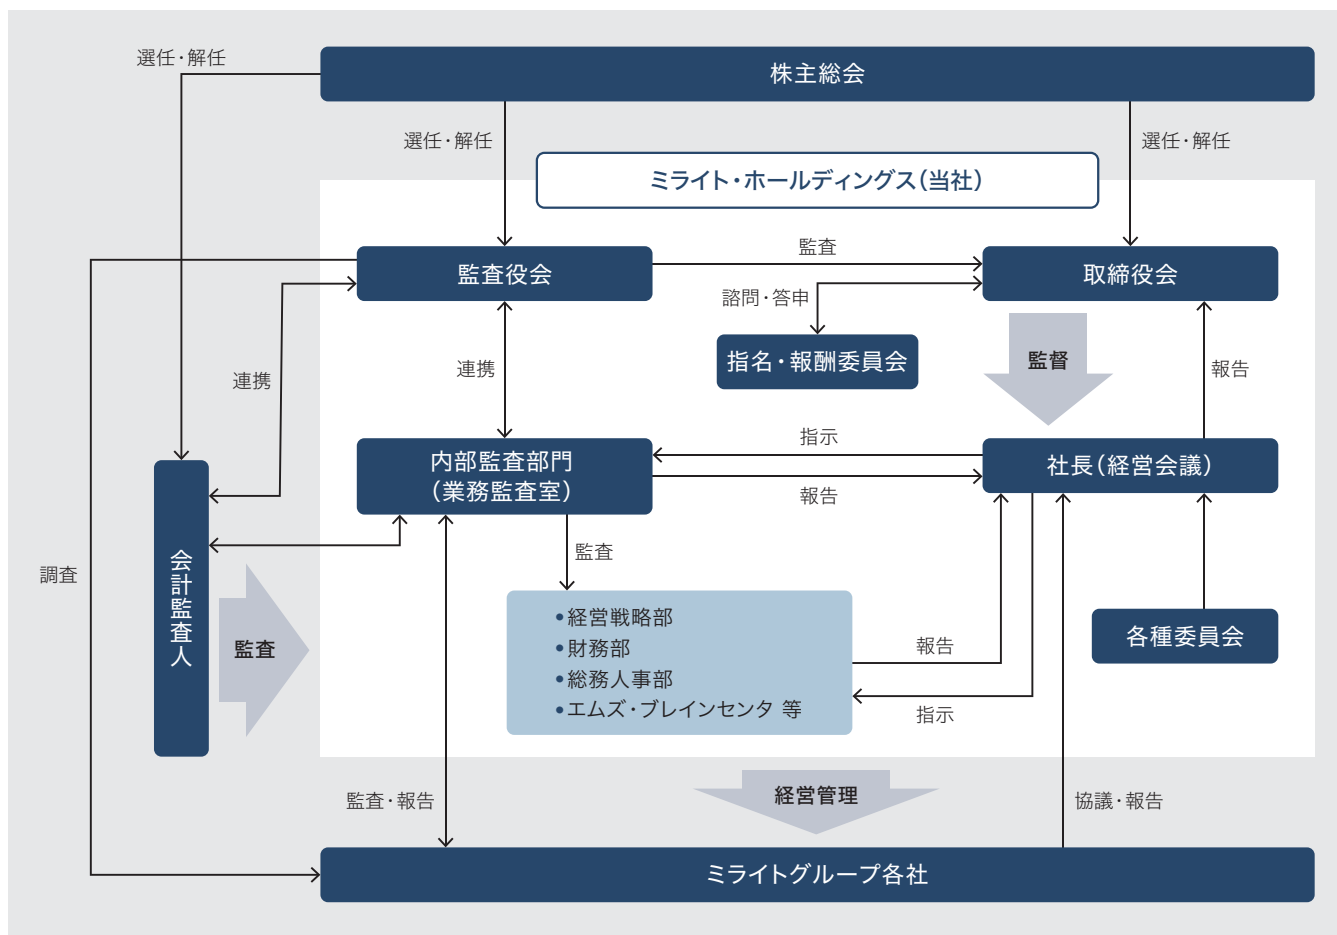 選任・解任
株主総会
選任・解任
選任・解任
ミライト・ホールディングス(当社)
監査役会
監査
取締役会
諮問・答申
指名・報酬委員会
監督
報告
連携
連携
内部監査部門
(業務監査室)
指示
報告
社長(経営会議)
会計監査人
調査
監査
監査
•経営戦略部
•財務部
•総務人事部
•エムズ・ブレインセンタ 等
報告
指示
各種委員会
監査・報告
経営管理
協議・報告
ミライトグループ各社